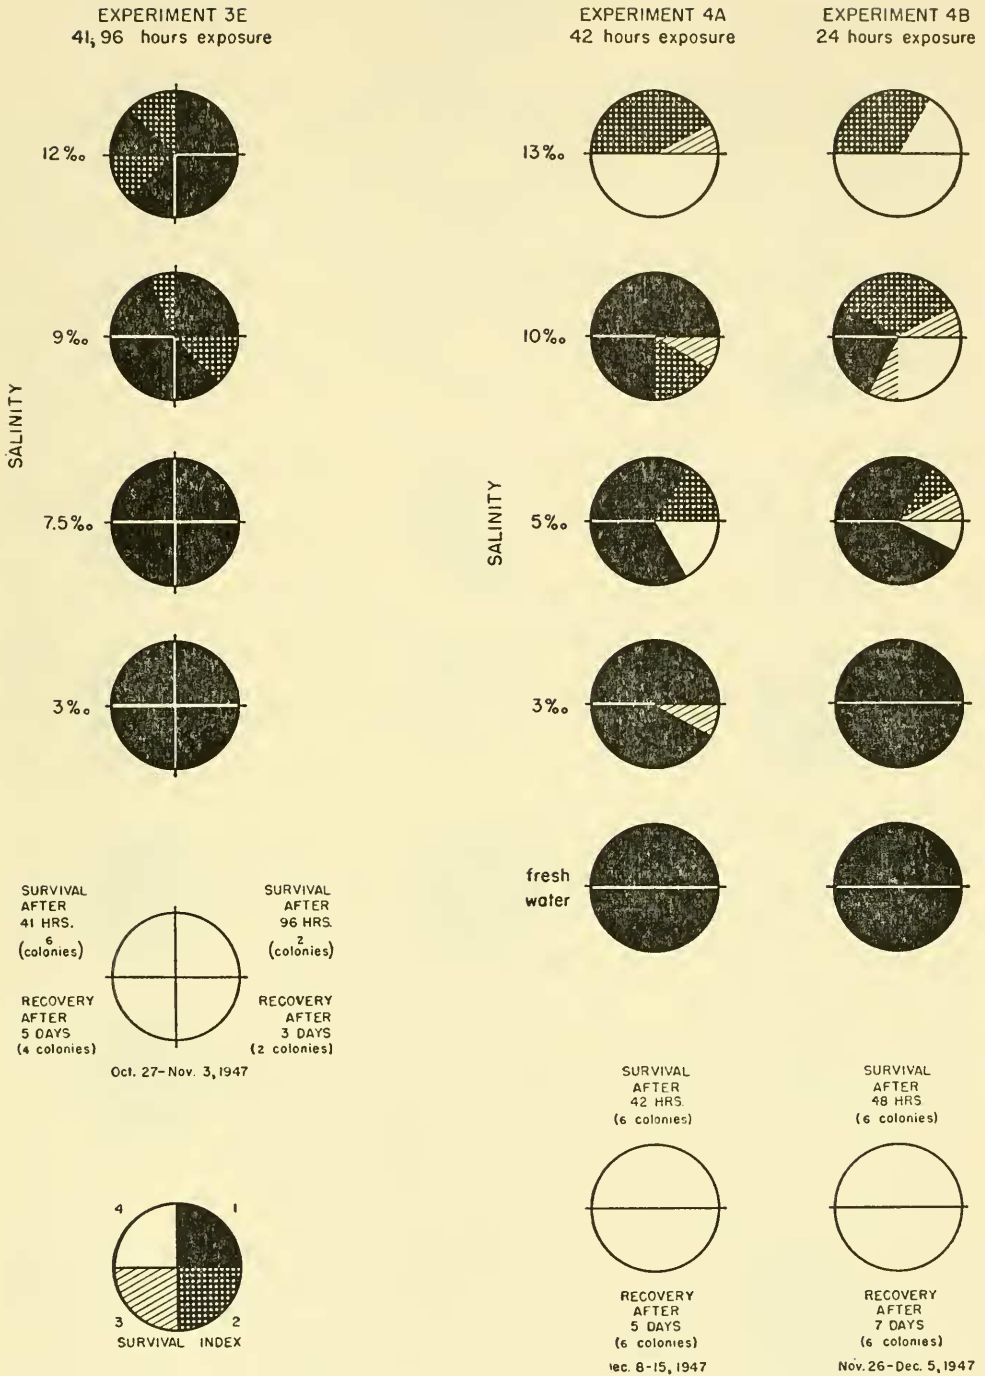 EXPERIMENT 3E
41, 96 hours exposure
12‰
9‰
7.5‰
3‰
SALINITY
SURVIVAL
AFTER
41 HRS.
6
(colonies)
SURVIVAL
AFTER
96 HRS.
2
(colonies)
RECOVERY
AFTER
5 DAYS
(4 colonies)
RECOVERY
AFTER
3 DAYS
(2 colonies)
Oct. 27-Nov. 3, 1947
4
1
3
2
SURVIVAL INDEX
EXPERIMENT 4A
42 hours exposure
EXPERIMENT 4B
24 hours exposure
13‰
10‰
5‰
3‰
fresh
water
SALINITY
SURVIVAL
AFTER
42 HRS.
(6 colonies)
RECOVERY
AFTER
5 DAYS
(6 colonies)
ec. 8-15, 1947
SURVIVAL
AFTER
48 HRS
(6 colonies)
RECOVERY
AFTER
7 DAYS
(6 colonies)
Nov. 26-Dec. 5, 1947